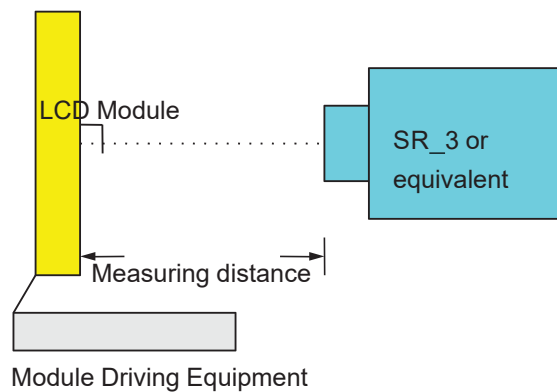 LCD Module
SR_3 or
equivalent
Measuring distance
Module Driving Equipment